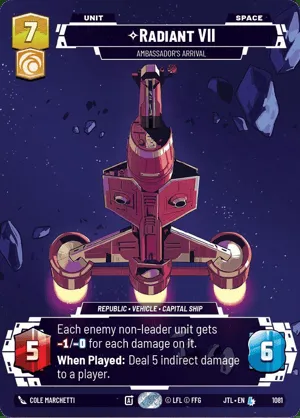 7
UNIT
SPACE
✧RADIANT VII
AMBASSADOR'S ARRIVAL
REPUBLIC • VEHICLE • CAPITAL SHIP
Each enemy non-leader unit gets
-1/-0 for each damage on it.
When Played: Deal 5 indirect damage
to a player.
5
6
COLE MARCHETTI
© LFL © FFG
JTL • EN
1081